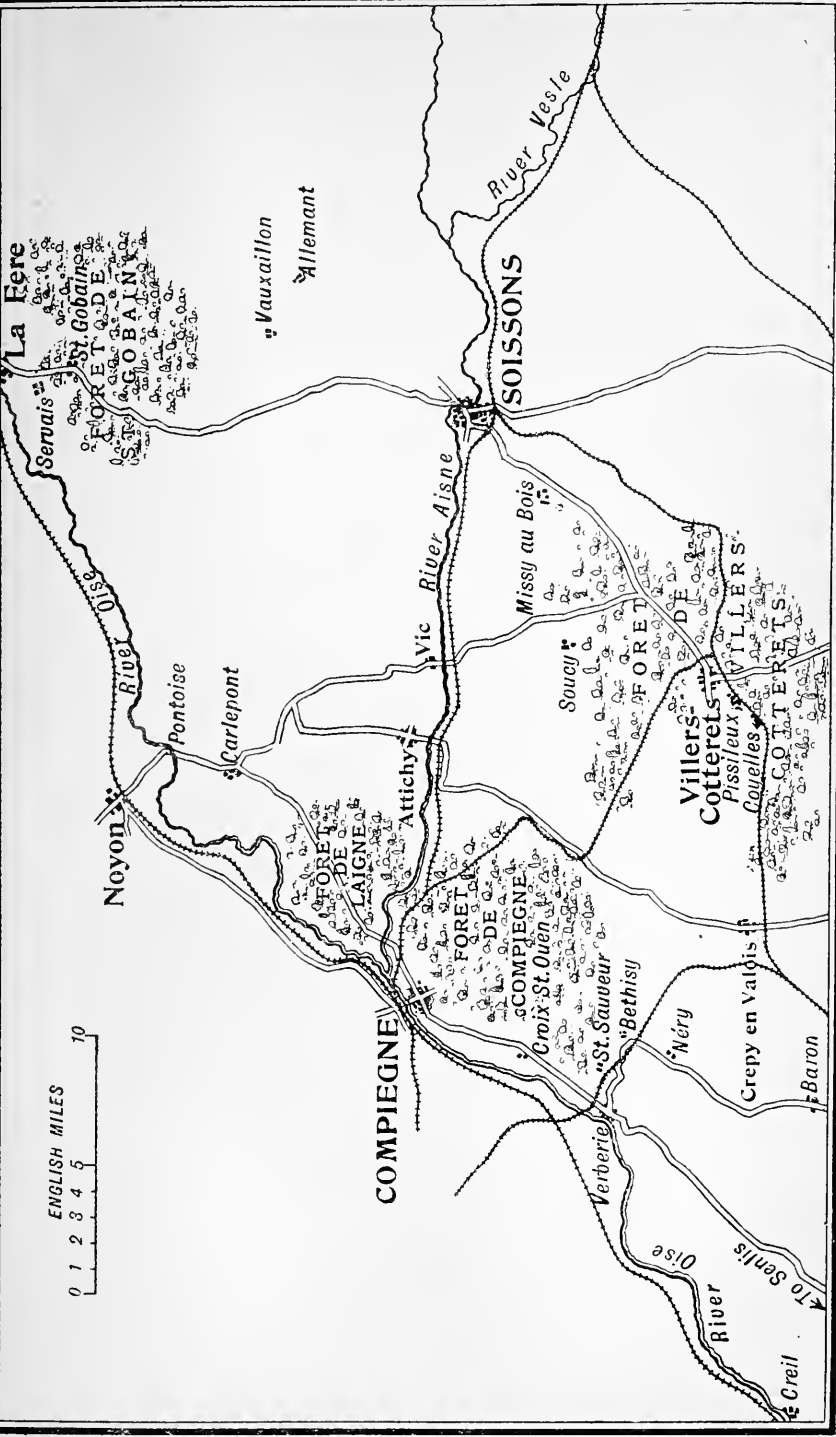 ENGLISH MILES
0 1 2 3 4 5 10
La Fere
Servais
St. Gobain
FORET DE
ST GOBAIN
River Oise
Noyon
Pontoise
Carlepont
Vauxaillon
Allemant
FORET
DE
LAIGNE
Attichy
Vic
River Aisne
SOISSONS
River Vesle
COMPIEGNE
FORET
DE
COMPIEGNE
Croix St. Ouen
St. Sauveur
Bethisy
Verberie
Néry
Missy au Bois
Soucy
FORET
DE
VILLERS
COTTERETS
Villers-
Cotterets
Pissileux
Coyelles
Crepy en Valois
Baron
River Oise
To Senlis
Creil